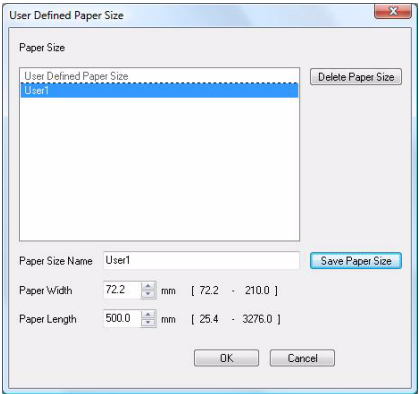 User Defined Paper Size
Paper Size
User Defined Paper Size
Delete Paper Size
User1
Paper Size Name User1 Save Paper Size
Paper Width 72.2 mm [ 72.2 - 210.0 ]
Paper Length 500.0 mm [ 25.4 - 3276.0 ]
OK Cancel